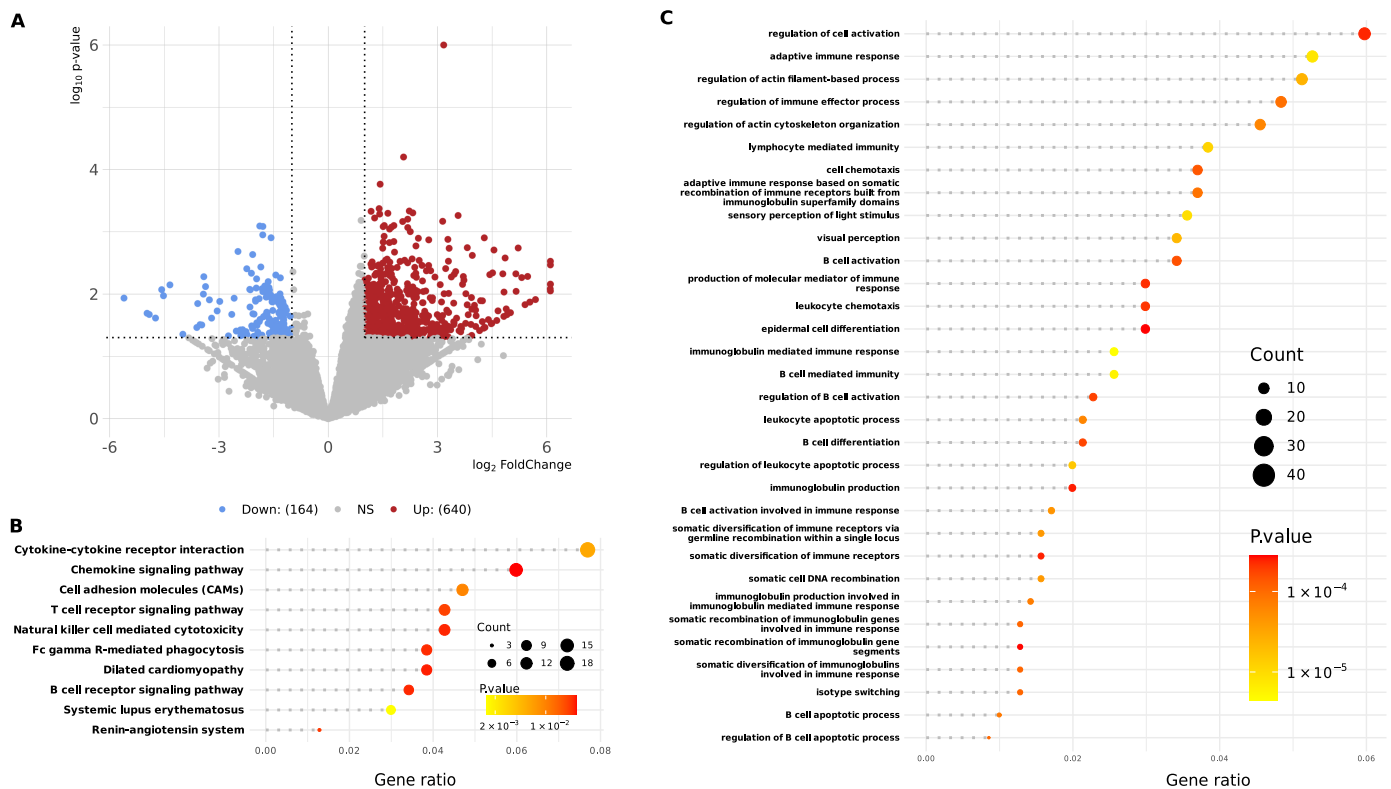 A
log10 p-value
6
4
2
0
-6
-3
0
3
6
log2 FoldChange
Down: (164)
NS
Up: (640)
B
Cytokine-cytokine receptor interaction
Chemokine signaling pathway
Cell adhesion molecules (CAMs)
T cell receptor signaling pathway
Natural killer cell mediated cytotoxicity
Fc gamma R-mediated phagocytosis
Dilated cardiomyopathy
B cell receptor signaling pathway
Systemic lupus erythematosus
Renin-angiotensin system
0.00
0.02
0.04
0.06
0.08
Gene ratio
Count
3
9
15
6
12
18
P.value
2 × 10⁻³
1 × 10⁻²
C
regulation of cell activation
adaptive immune response
regulation of actin filament-based process
regulation of immune effector process
regulation of actin cytoskeleton organization
lymphocyte mediated immunity
cell chemotaxis
adaptive immune response based on somatic
recombination of immune receptors built from
immunoglobulin superfamily domains
sensory perception of light stimulus
visual perception
B cell activation
production of molecular mediator of immune
response
leukocyte chemotaxis
epidermal cell differentiation
immunoglobulin mediated immune response
B cell mediated immunity
regulation of B cell activation
leukocyte apoptotic process
B cell differentiation
regulation of leukocyte apoptotic process
immunoglobulin production
B cell activation involved in immune response
somatic diversification of immune receptors via
germline recombination within a single locus
somatic diversification of immune receptors
somatic cell DNA recombination
immunoglobulin production involved in
immunoglobulin mediated immune response
somatic recombination of immunoglobulin genes
involved in immune response
somatic recombination of immunoglobulin gene
segments
somatic diversification of immunoglobulins
involved in immune response
isotype switching
B cell apoptotic process
regulation of B cell apoptotic process
0.00
0.02
0.04
0.06
Gene ratio
Count
10
20
30
40
P.value
1 × 10⁻⁴
1 × 10⁻⁵